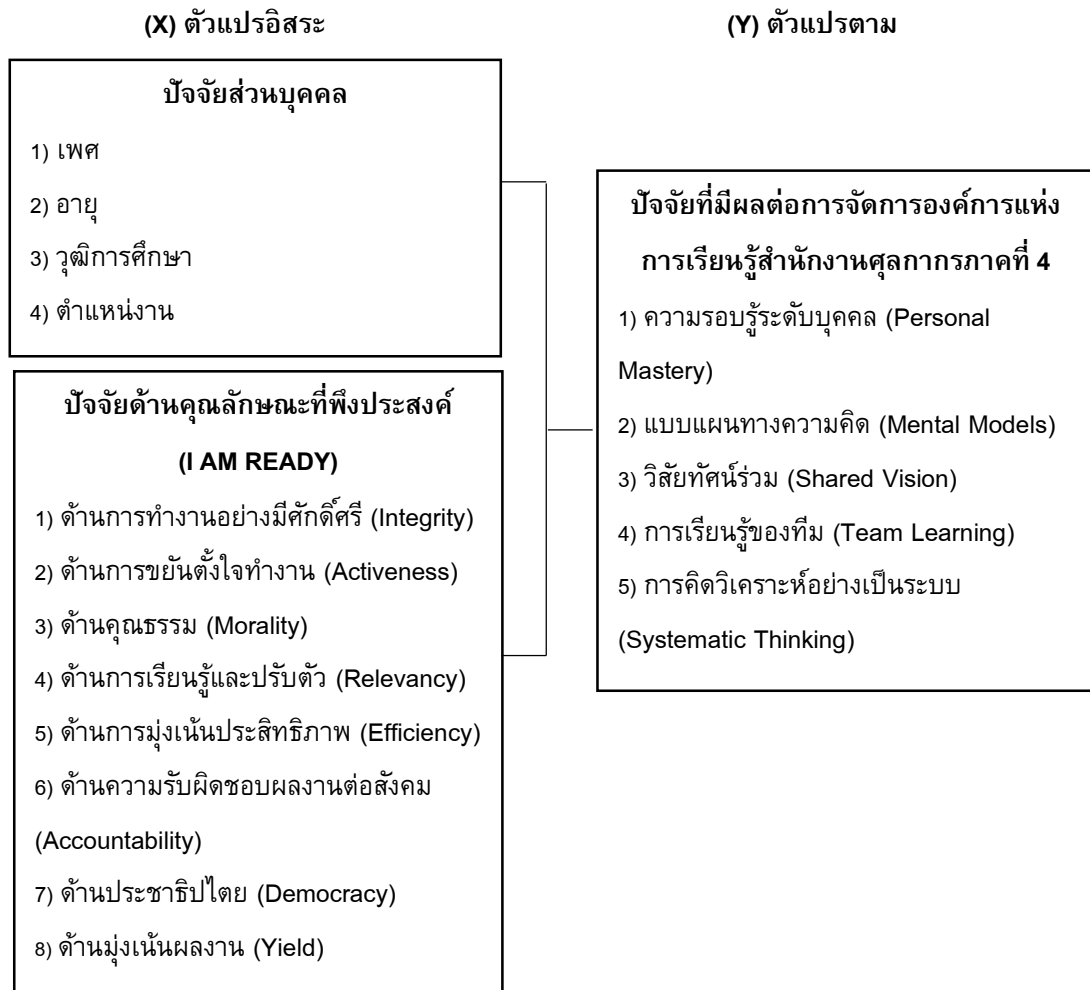 (X) ตัวแปรอิสระ
(Y) ตัวแปรตาม
ปัจจัยส่วนบุคคล
1) เพศ
2) อายุ
3) วุฒิการศึกษา
4) ตำแหน่งงาน
ปัจจัยด้านคุณลักษณะที่พึงประสงค์
(I AM READY)
1) ด้านการทำงานอย่างมีศักดิ์ศรี (Integrity)
2) ด้านการขยันตั้งใจทำงาน (Activeness)
3) ด้านคุณธรรม (Morality)
4) ด้านการเรียนรู้และปรับตัว (Relevancy)
5) ด้านการมุ่งเน้นประสิทธิภาพ (Efficiency)
6) ด้านความรับผิดชอบผลงานต่อสังคม
(Accountability)
7) ด้านประชาธิปไตย (Democracy)
8) ด้านมุ่งเน้นผลงาน (Yield)
ปัจจัยที่มีผลต่อการจัดการองค์การแห่ง
การเรียนรู้สำนักงานศุลกากรภาคที่ 4
1) ความรอบรู้ระดับบุคคล (Personal
Mastery)
2) แบบแผนทางความคิด (Mental Models)
3) วิสัยทัศน์ร่วม (Shared Vision)
4) การเรียนรู้ของทีม (Team Learning)
5) การคิดวิเคราะห์อย่างเป็นระบบ
(Systematic Thinking)